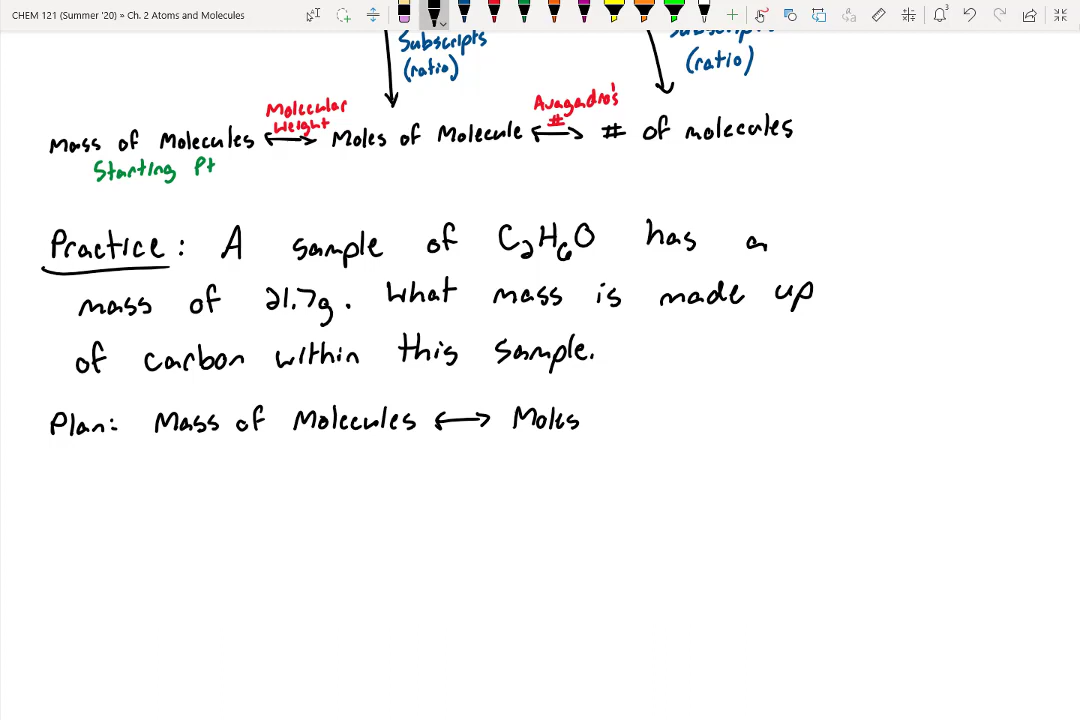 CHEM 121 (Summer '20) » Ch. 2 Atoms and Molecules
3
Subscripts Subscripts
(ratio) (ratio)
Molecular Avagadro's
Weight #
Mass of Molecules ↔ Moles of Molecule ↔ # of molecules
Starting Pt
Practice: A sample of C2H6O has a
mass of 21.7g. What mass is made up
of carbon within this sample.
Plan: Mass of Molecules ↔ Moles